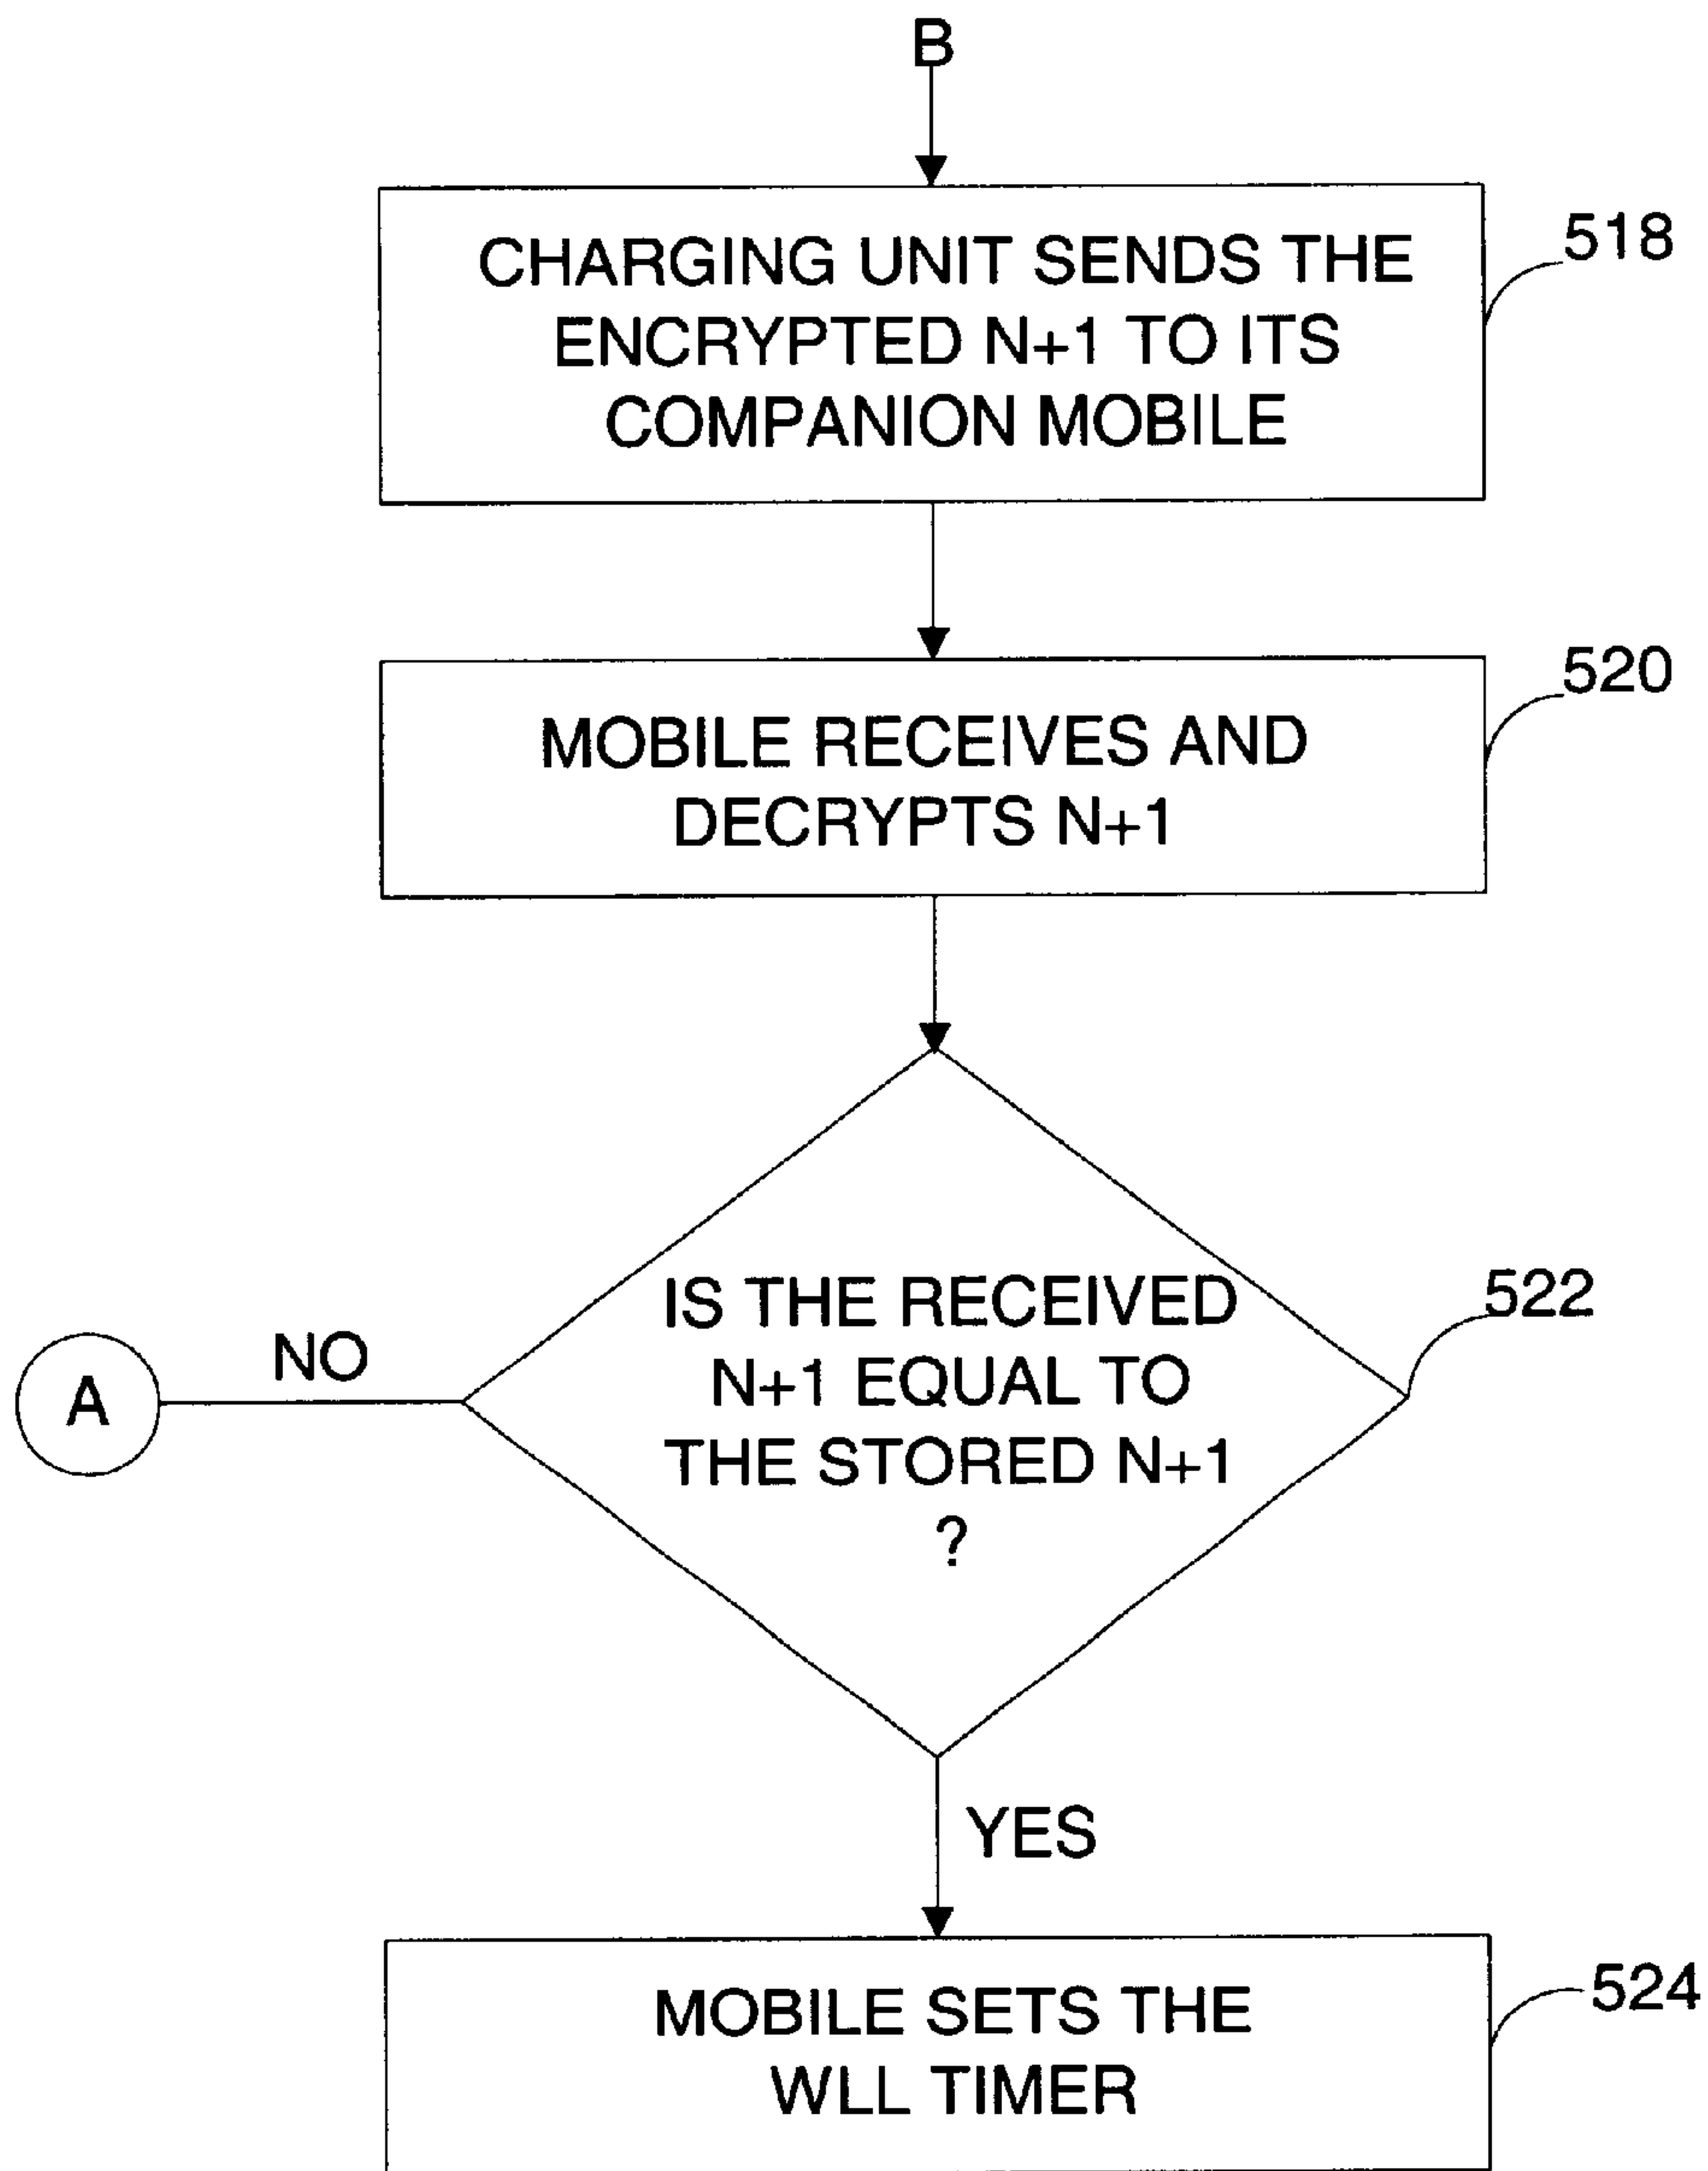 B
CHARGING UNIT SENDS THE
ENCRYPTED N+1 TO ITS
COMPANION MOBILE
518
MOBILE RECEIVES AND
DECRYPTS N+1
520
IS THE RECEIVED
N+1 EQUAL TO
THE STORED N+1
?
522
NO
A
YES
MOBILE SETS THE
WLL TIMER
524